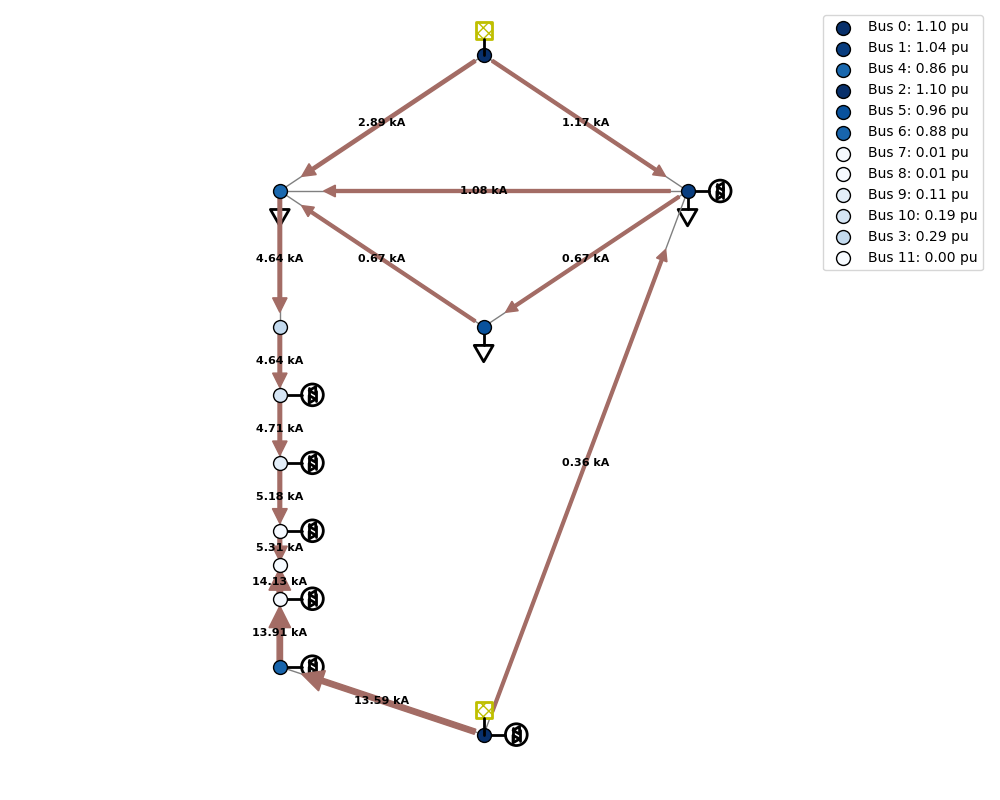 Bus 0: 1.10 pu
Bus 1: 1.04 pu
Bus 4: 0.86 pu
Bus 2: 1.10 pu
Bus 5: 0.96 pu
Bus 6: 0.88 pu
Bus 7: 0.01 pu
Bus 8: 0.01 pu
Bus 9: 0.11 pu
Bus 10: 0.19 pu
Bus 3: 0.29 pu
Bus 11: 0.00 pu
2.89 kA
1.17 kA
1.08 kA
4.64 kA
0.67 kA
0.67 kA
4.64 kA
4.71 kA
0.36 kA
5.18 kA
5.31 kA
14.13 kA
13.91 kA
13.59 kA